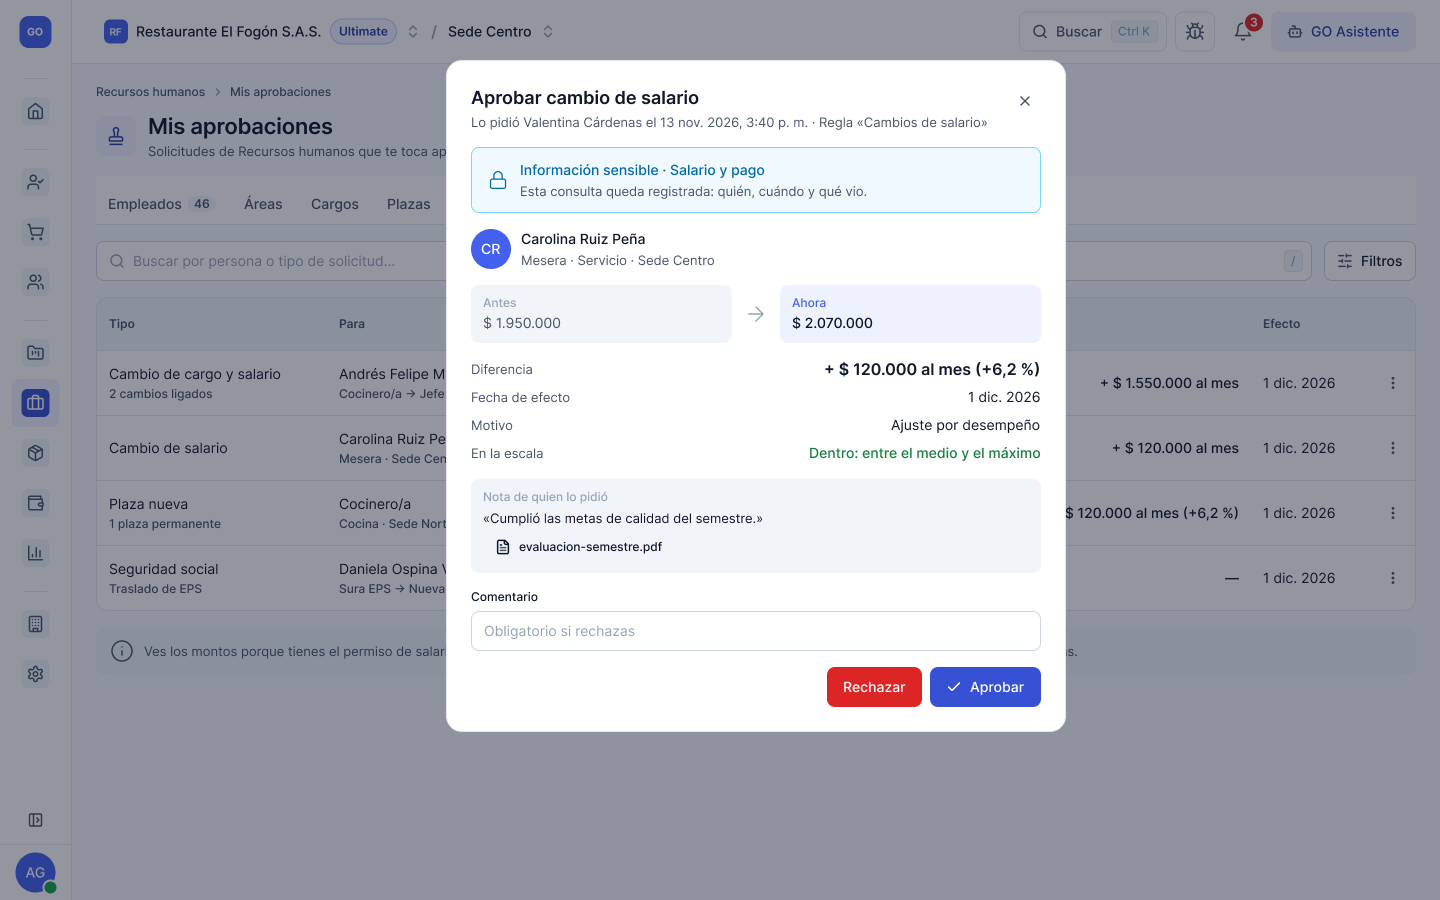 GO
RF Restaurante El Fogón S.A.S. Ultimate / Sede Centro
Buscar Ctrl K
3
GO Asistente
Recursos humanos > Mis aprobaciones
Mis aprobaciones
Solicitudes de Recursos humanos que te toca ap
Empleados 46 Áreas Cargos Plazas
Buscar por persona o tipo de solicitud...
/
Filtros
Tipo Para Efecto
Cambio de cargo y salario
2 cambios ligados
Andrés Felipe M
Cocinero/a → Jefe
+ $ 1.550.000 al mes
1 dic. 2026
Cambio de salario
Carolina Ruiz Pe
Mesera · Sede Cen
+ $ 120.000 al mes
1 dic. 2026
Plaza nueva
1 plaza permanente
Cocinero/a
Cocina · Sede Nort
$ 120.000 al mes (+6,2 %)
1 dic. 2026
Seguridad social
Traslado de EPS
Daniela Ospina V
Sura EPS → Nueva
—
1 dic. 2026
Ves los montos porque tienes el permiso de salar
s.
AG
Aprobar cambio de salario
Lo pidió Valentina Cárdenas el 13 nov. 2026, 3:40 p. m. · Regla «Cambios de salario»
Información sensible · Salario y pago
Esta consulta queda registrada: quién, cuándo y qué vio.
CR
Carolina Ruiz Peña
Mesera · Servicio · Sede Centro
Antes
$ 1.950.000
Ahora
$ 2.070.000
Diferencia + $ 120.000 al mes (+6,2 %)
Fecha de efecto 1 dic. 2026
Motivo Ajuste por desempeño
En la escala Dentro: entre el medio y el máximo
Nota de quien lo pidió
«Cumplió las metas de calidad del semestre.»
evaluacion-semestre.pdf
Comentario
Obligatorio si rechazas
Rechazar Aprobar